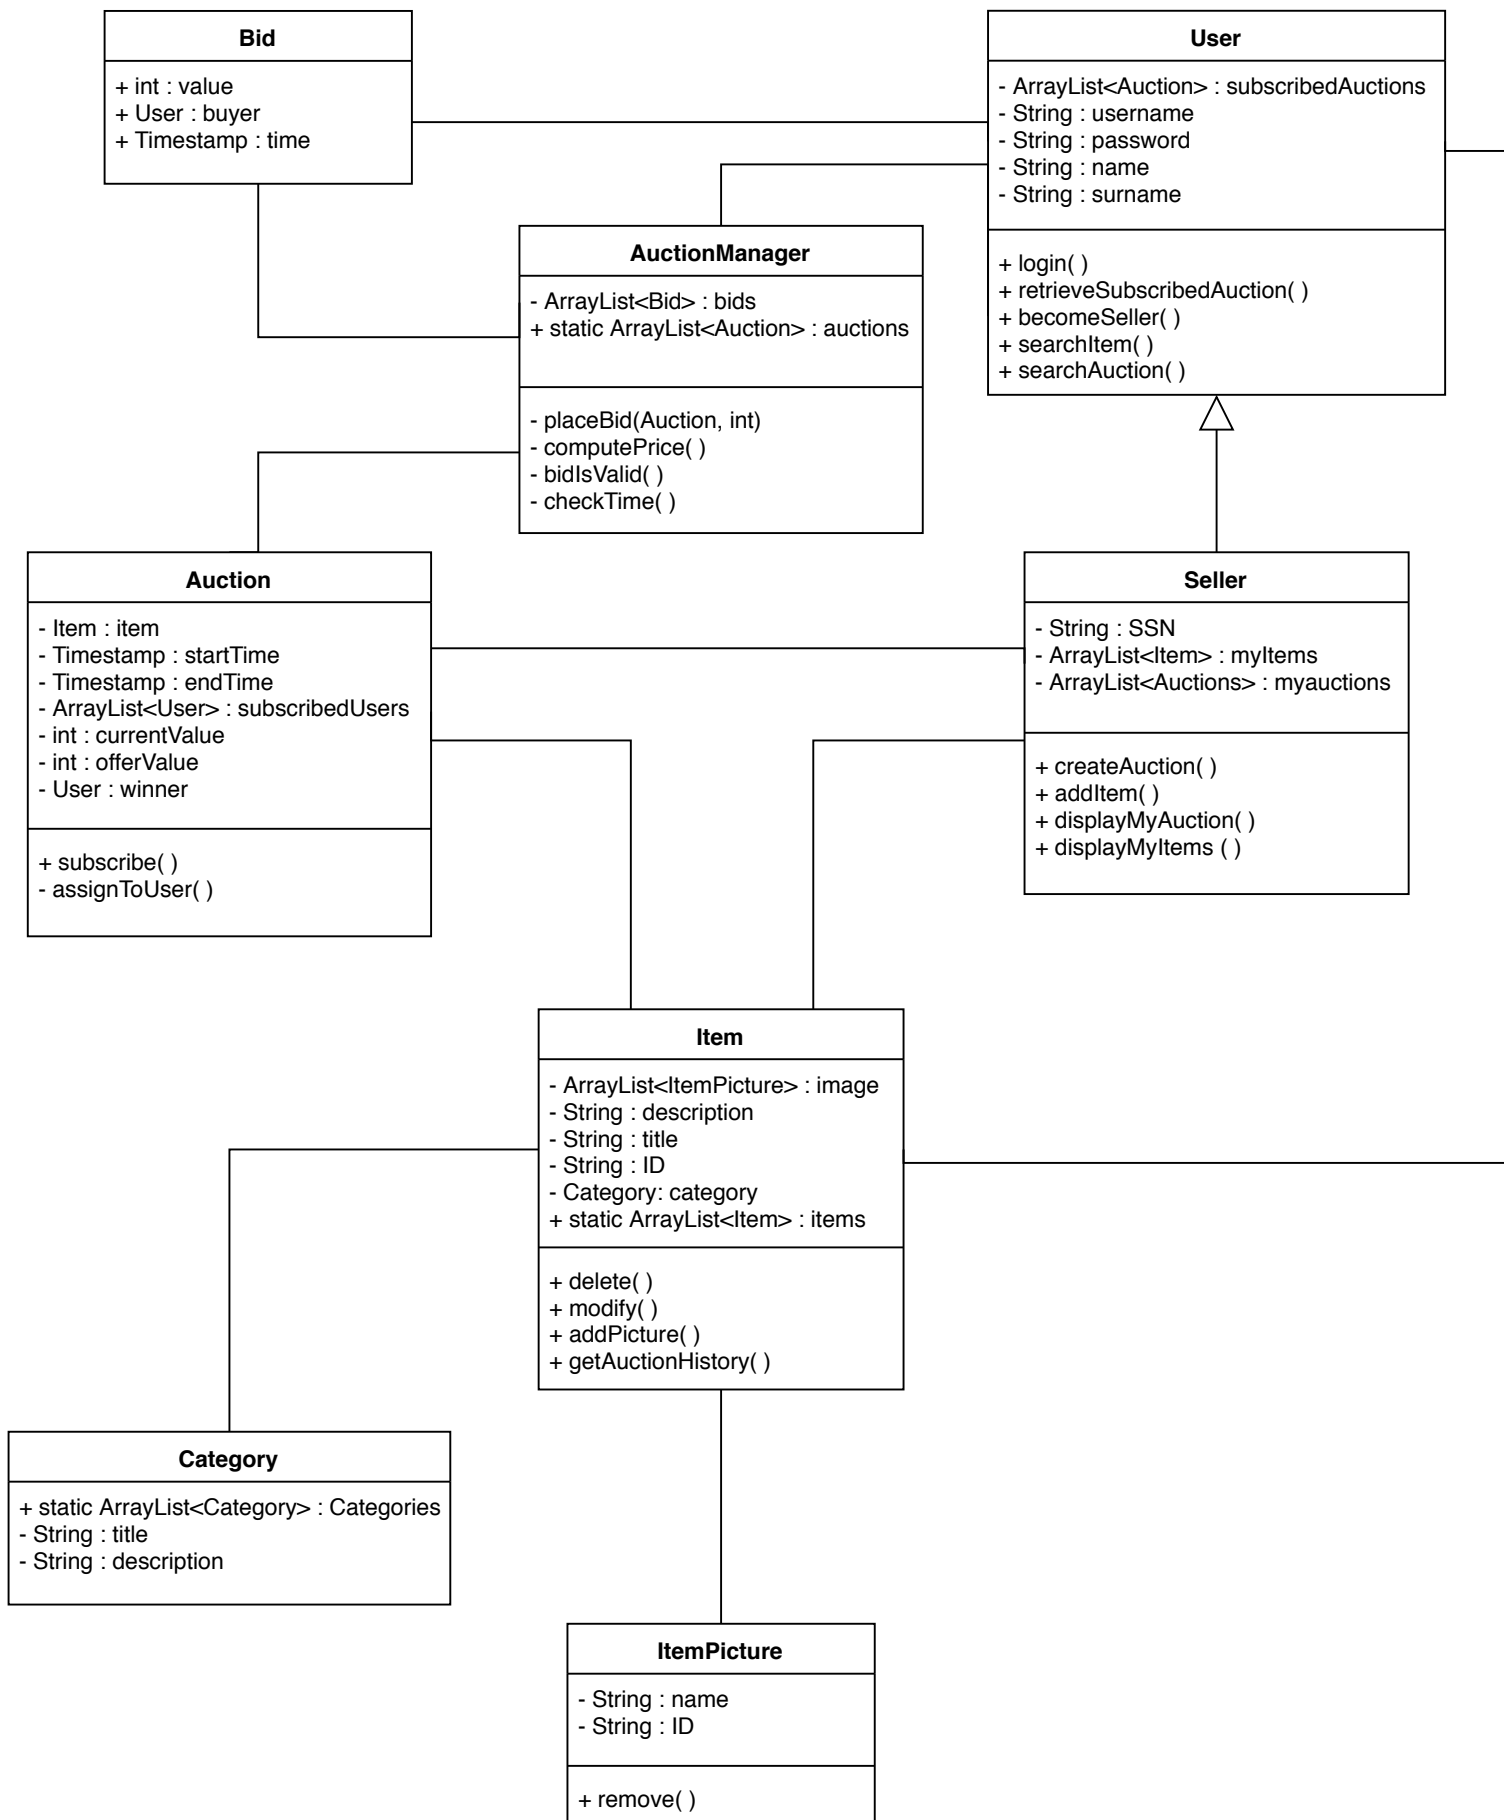 Bid
+ int : value
+ User : buyer
+ Timestamp : time
User
- ArrayList<Auction> : subscribedAuctions
- String : username
- String : password
- String : name
- String : surname
+ login( )
+ retrieveSubscribedAuction( )
+ becomeSeller( )
+ searchItem( )
+ searchAuction( )
AuctionManager
- ArrayList<Bid> : bids
+ static ArrayList<Auction> : auctions
- placeBid(Auction, int)
- computePrice( )
- bidIsValid( )
- checkTime( )
Auction
- Item : item
- Timestamp : startTime
- Timestamp : endTime
- ArrayList<User> : subscribedUsers
- int : currentValue
- int : offerValue
- User : winner
+ subscribe( )
- assignToUser( )
Seller
- String : SSN
- ArrayList<Item> : myItems
- ArrayList<Auctions> : myauctions
+ createAuction( )
+ addItem( )
+ displayMyAuction( )
+ displayMyItems ( )
Item
- ArrayList<ItemPicture> : image
- String : description
- String : title
- String : ID
- Category: category
+ static ArrayList<Item> : items
+ delete( )
+ modify( )
+ addPicture( )
+ getAuctionHistory( )
Category
+ static ArrayList<Category> : Categories
- String : title
- String : description
ItemPicture
- String : name
- String : ID
+ remove( )